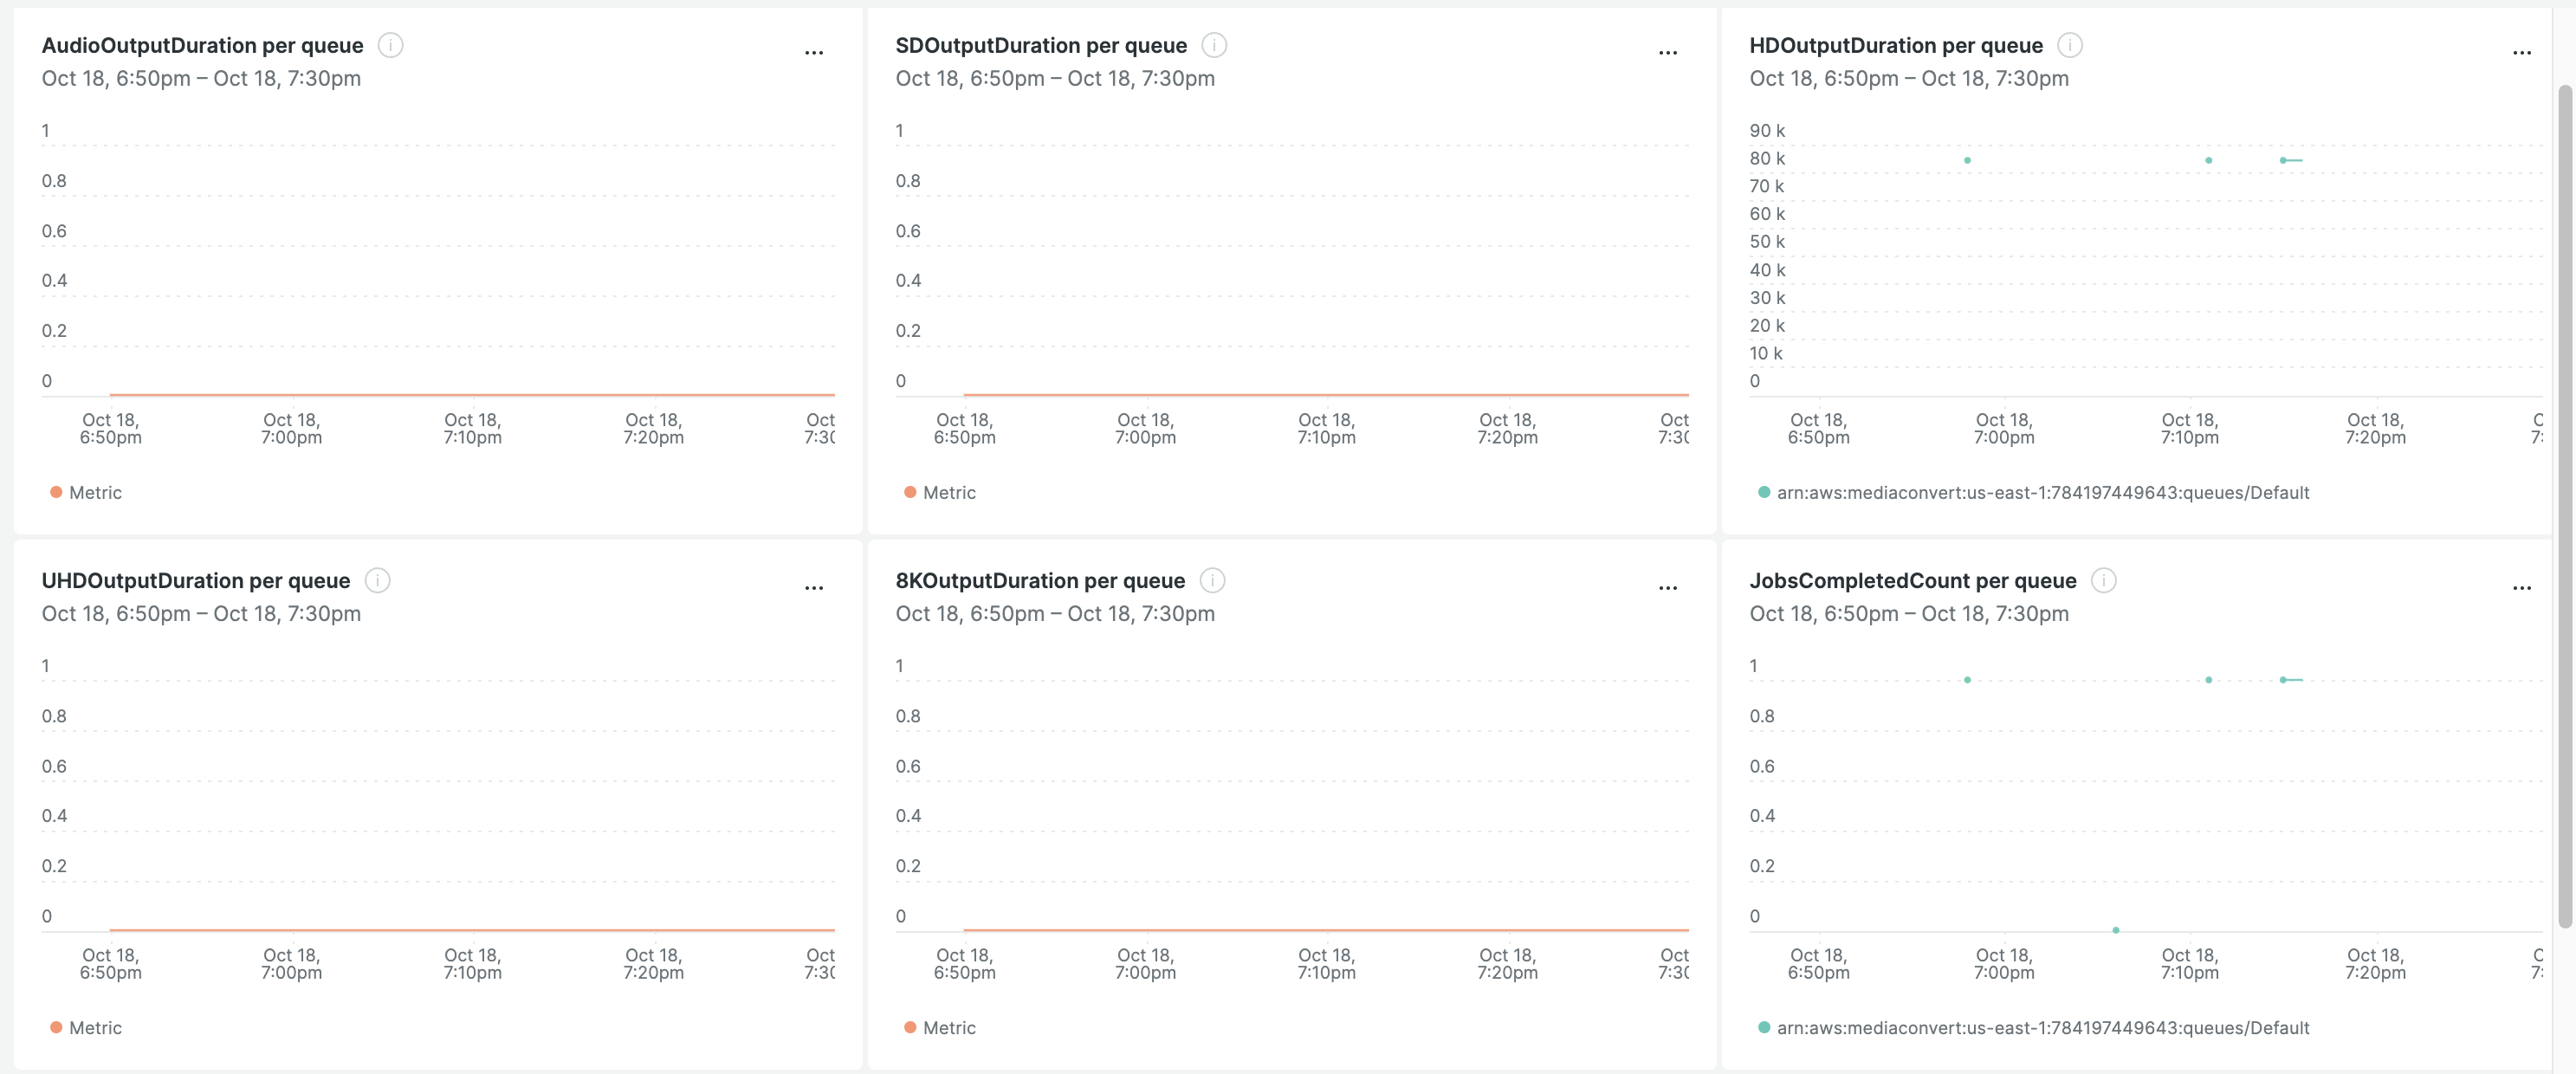 AudioOutputDuration per queue
Oct 18, 6:50pm – Oct 18, 7:30pm
1
0.8
0.6
0.4
0.2
0
Oct 18,
6:50pm
Oct 18,
7:00pm
Oct 18,
7:10pm
Oct 18,
7:20pm
Oct
7:30
Metric
SDOutputDuration per queue
Oct 18, 6:50pm – Oct 18, 7:30pm
1
0.8
0.6
0.4
0.2
0
Oct 18,
6:50pm
Oct 18,
7:00pm
Oct 18,
7:10pm
Oct 18,
7:20pm
Oct
7:30
Metric
HDOutputDuration per queue
Oct 18, 6:50pm – Oct 18, 7:30pm
90 k
80 k
70 k
60 k
50 k
40 k
30 k
20 k
10 k
0
Oct 18,
6:50pm
Oct 18,
7:00pm
Oct 18,
7:10pm
Oct 18,
7:20pm
7:
arn:aws:mediaconvert:us-east-1:784197449643:queues/Default
UHDOutputDuration per queue
Oct 18, 6:50pm – Oct 18, 7:30pm
1
0.8
0.6
0.4
0.2
0
Oct 18,
6:50pm
Oct 18,
7:00pm
Oct 18,
7:10pm
Oct 18,
7:20pm
Oct
7:30
Metric
8KOutputDuration per queue
Oct 18, 6:50pm – Oct 18, 7:30pm
1
0.8
0.6
0.4
0.2
0
Oct 18,
6:50pm
Oct 18,
7:00pm
Oct 18,
7:10pm
Oct 18,
7:20pm
Oct
7:30
Metric
JobsCompletedCount per queue
Oct 18, 6:50pm – Oct 18, 7:30pm
1
0.8
0.6
0.4
0.2
0
Oct 18,
6:50pm
Oct 18,
7:00pm
Oct 18,
7:10pm
Oct 18,
7:20pm
7:
arn:aws:mediaconvert:us-east-1:784197449643:queues/Default